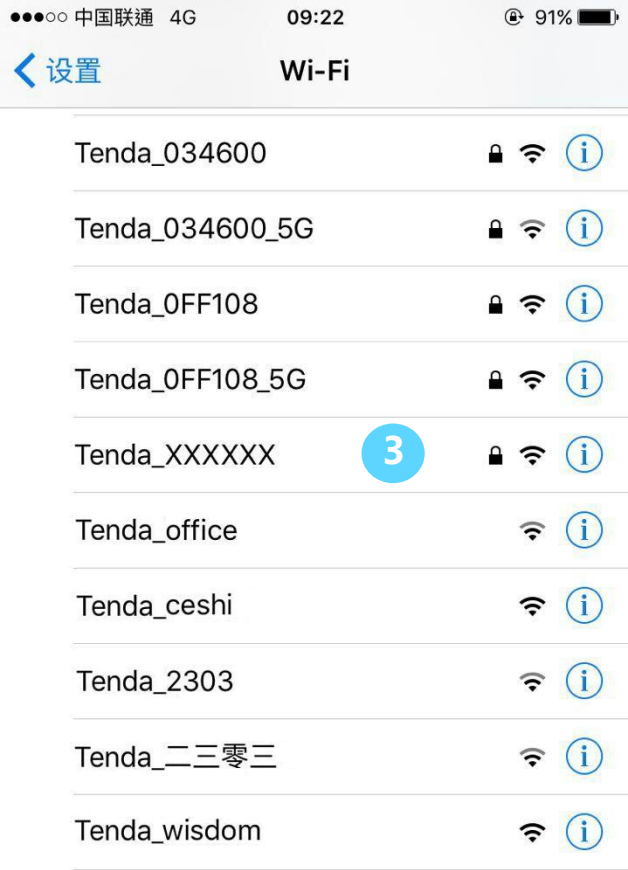 中国联通 4G 09:22 91%
设置 Wi-Fi
Tenda_034600
Tenda_034600_5G
Tenda_0FF108
Tenda_0FF108_5G
Tenda_XXXXXX 3
Tenda_office
Tenda_ceshi
Tenda_2303
Tenda_二三零三
Tenda_wisdom